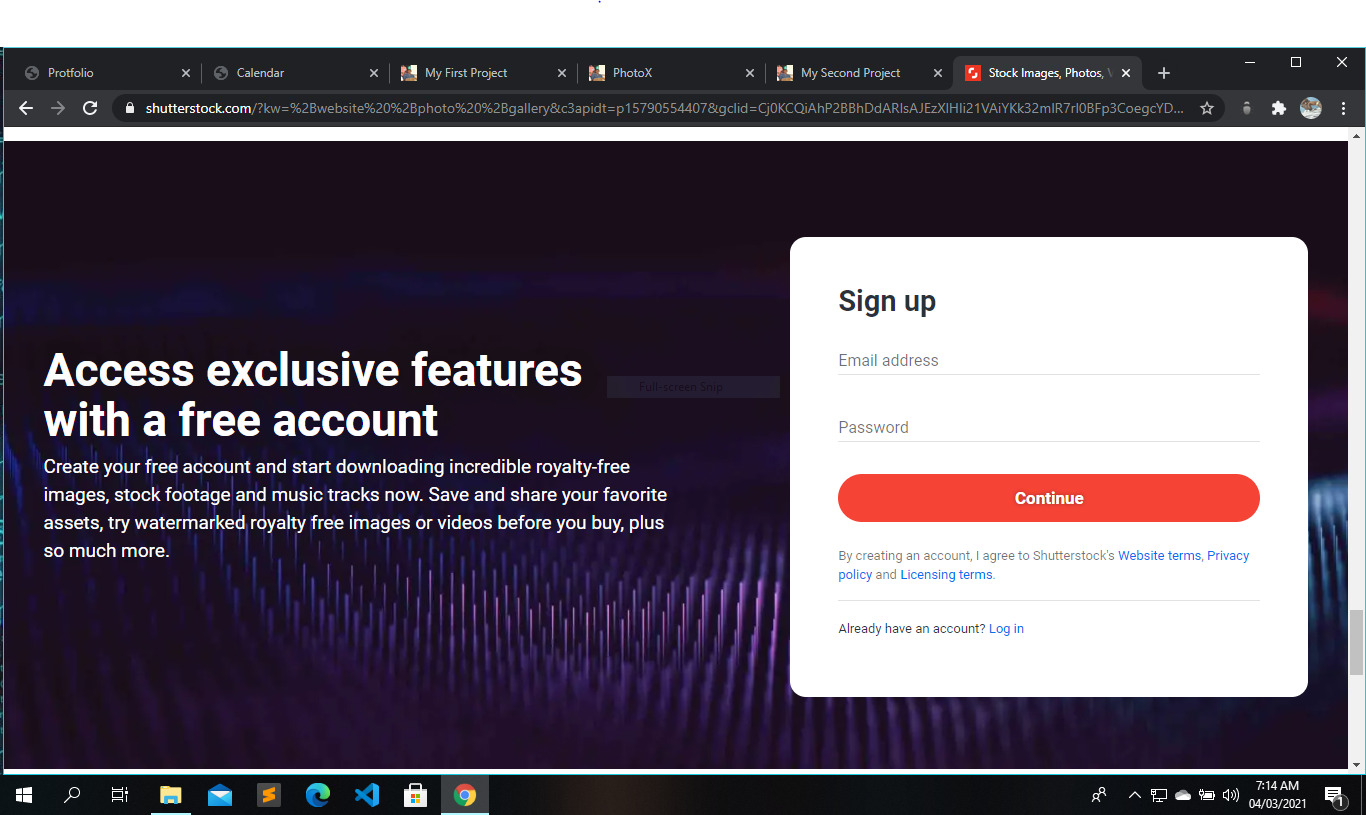 Protfolio
Calendar
My First Project
PhotoX
My Second Project
Stock Images, Photos, V
shutterstock.com/?kw=%2Bwebsite%20%2Bphoto%20%2Bgallery&c3apidt=p15790554407&gclid=Cj0KCQiAhP2BBhDdARIsAJEzXlHIi21VAiYKk32mIR7rI0BFp3CoegcYD...
Sign up
Email address
Access exclusive features
Full-screen Snip
with a free account
Password
Create your free account and start downloading incredible royalty-free
images, stock footage and music tracks now. Save and share your favorite
assets, try watermarked royalty free images or videos before you buy, plus
so much more.
Continue
By creating an account, I agree to Shutterstock's Website terms, Privacy
policy and Licensing terms.
Already have an account? Log in
7:14 AM
04/03/2021
1